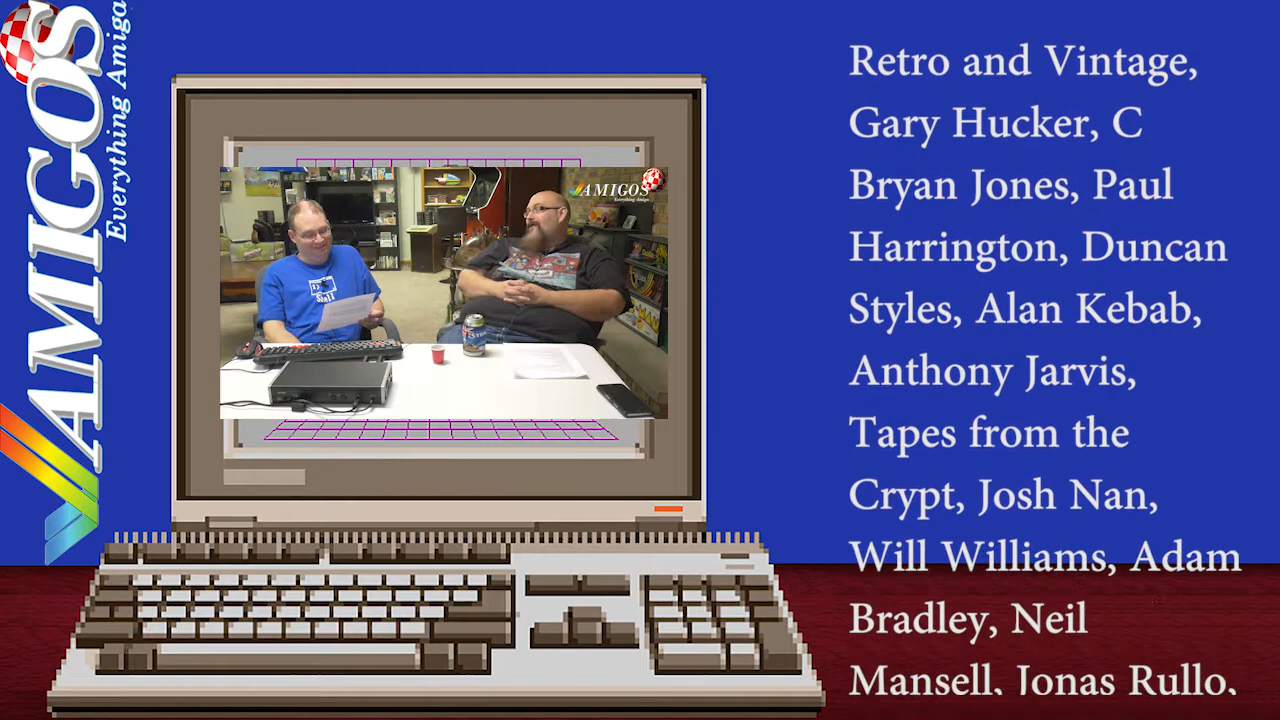 AMIGOS
Everything Amiga
AMIGOS
Everything Amiga
Shell
Retro and Vintage,
Gary Hucker, C
Bryan Jones, Paul
Harrington, Duncan
Styles, Alan Kebab,
Anthony Jarvis,
Tapes from the
Crypt, Josh Nan,
Will Williams, Adam
Bradley, Neil
Mansell, Jonas Rullo,